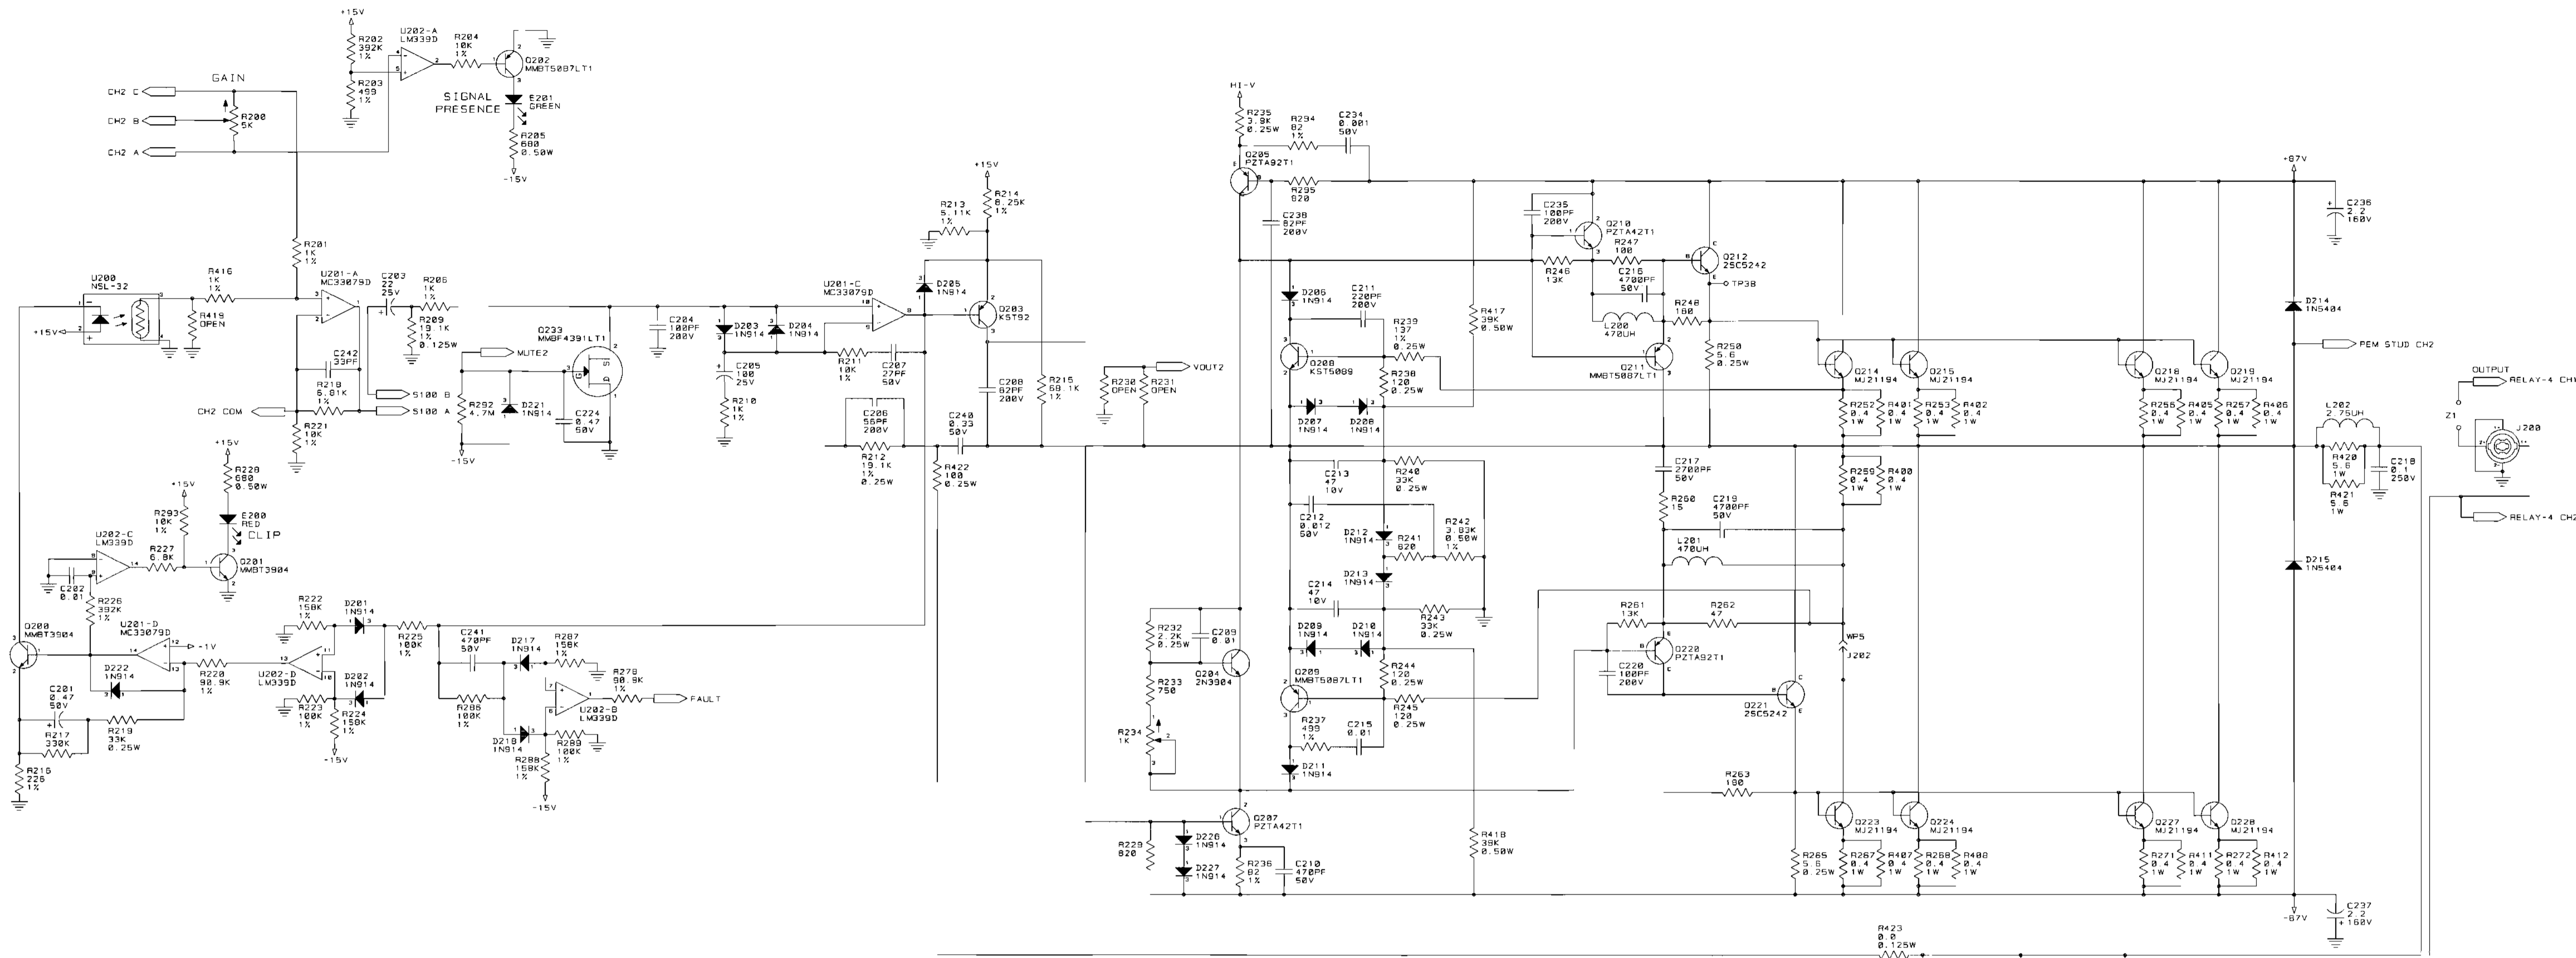 +15V
R202
392K
1%
U202-A
LM339D
R204
10K
1%
Q202
MMBT5087LT1
R203
499
1%
SIGNAL
PRESENCE
E201
GREEN
R205
680
0.50W
-15V
GAIN
CH2 C
CH2 B
CH2 A
R200
5K
R201
1K
1%
U200
NSL-32
+15V
R416
1K
1%
R419
OPEN
U201-A
MC33079D
C203
22
25V
R206
1K
1%
R209
19.1K
1%
0.125W
C242
39PF
R218
6.81K
1%
S100 B
S100 A
CH2 COM
R221
10K
1%
MUTE2
Q233
MMBF4391LT1
G
D
S
R292
4.7M
D221
1N914
C224
0.47
50V
-15V
C204
100PF
200V
D203
1N914
D204
1N914
C205
100
25V
R210
1K
1%
U201-C
MC33079D
R211
10K
1%
C207
27PF
50V
C206
56PF
200V
R212
19.1K
1%
0.25W
R213
5.11K
1%
+15V
R214
8.25K
1%
D205
1N914
Q203
KST92
C208
62PF
200V
R215
68.1K
1%
C240
0.33
50V
R422
100
0.25W
R230
OPEN
R231
OPEN
VOUT2
+15V
R228
680
0.50W
+15V
R293
10K
1%
E200
RED
CLIP
U202-C
LM339D
R227
6.8K
Q201
MMBT3904
C202
0.01
R226
392K
1%
Q200
MMBT3904
U201-D
MC33079D
-1V
D222
1N914
R220
90.9K
1%
C201
0.47
50V
R217
330K
R219
33K
0.25W
R216
226
1%
R222
158K
1%
D201
1N914
U202-D
LM339D
D202
1N914
R223
100K
1%
R224
158K
1%
-15V
R225
100K
1%
C241
470PF
50V
D217
1N914
R287
158K
1%
R286
100K
1%
U202-B
LM339D
R278
90.9K
1%
FAULT
D218
1N914
R289
100K
1%
R288
158K
1%
-15V
HI-V
R235
3.9K
0.25W
R294
82
1%
C234
0.001
50V
Q205
PZTA92T1
R295
820
C238
82PF
200V
D206
1N914
C211
220PF
200V
R239
137
1%
0.25W
Q208
KST5089
R238
120
0.25W
D207
1N914
D208
1N914
R417
39K
0.50W
C213
47
10V
R240
33K
0.25W
C212
0.012
50V
D212
1N914
R241
620
R242
3.83K
0.50W
1%
D213
1N914
C214
47
10V
R243
33K
0.25W
D209
1N914
D210
1N914
Q209
MMBT5087LT1
R244
120
0.25W
R245
120
0.25W
R237
499
1%
C215
0.01
D211
1N914
R232
2.2K
0.25W
C209
0.01
Q204
2N3904
R233
750
R234
1K
Q207
PZTA42T1
R229
820
D226
1N914
D227
1N914
R236
82
1%
C210
470PF
50V
R418
39K
0.50W
C235
100PF
200V
Q210
PZTA42T1
R247
100
R246
13K
C216
4700PF
50V
L200
470UH
Q212
2SC5242
TP38
R248
180
Q211
MMBT5087LT1
R250
5.6
0.25W
C217
2700PF
50V
R260
15
C219
4700PF
50V
L201
470UH
R261
13K
R262
47
Q220
PZTA92T1
C220
100PF
200V
WP5
J202
Q221
2SC5242
R263
180
R265
5.6
0.25W
Q214
MJ21194
Q215
MJ21194
Q218
MJ21194
Q219
MJ21194
R252
0.4
1W
R401
0.4
1W
R253
0.4
1W
R402
0.4
1W
R256
0.4
1W
R405
0.4
1W
R257
0.4
1W
R406
0.4
1W
R259
0.4
1W
R400
0.4
1W
Q223
MJ21194
Q224
MJ21194
Q227
MJ21194
Q228
MJ21194
R267
0.4
1W
R407
0.4
1W
R268
0.4
1W
R408
0.4
1W
R271
0.4
1W
R411
0.4
1W
R272
0.4
1W
R412
0.4
1W
+87V
C236
2.2
160V
D214
1N5404
PEM STUD CH2
L202
2.75UH
R420
5.6
1W
R421
5.6
1W
C218
0.1
250V
D215
1N5404
-87V
C237
2.2
160V
OUTPUT
RELAY-4 CH1
Z1
J200
RELAY-4 CH2
R423
0.0
0.125W